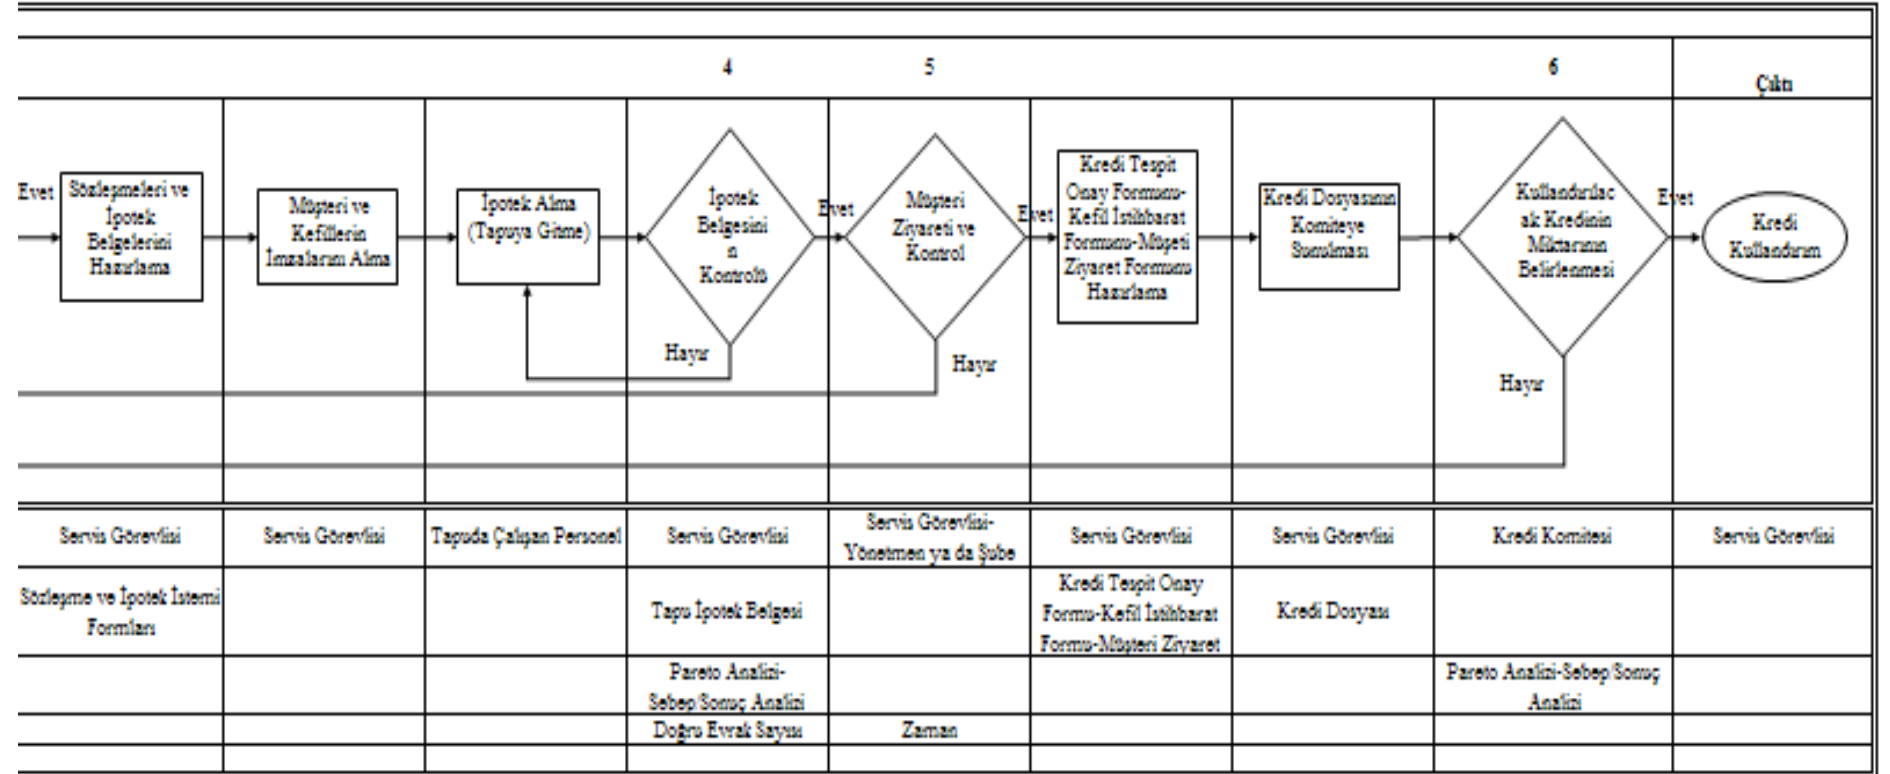 4
5
6
Çıktı
Evet
Sözleşmeleri ve
İpotek
Belgelerini
Hazırlama
Müşteri ve
Kefillerin
İmzalarını Alma
İpotek Alma
(Tapuya Gitme)
İpotek
Belgesini
n
Kontrolü
Evet
Müşteri
Ziyareti ve
Kontrol
Evet
Kredi Tespit
Onay Formunu-
Kefil İstihbarat
Formunu-Müşeti
Ziyaret Formunu
Hazırlama
Kredi Dosyasının
Komiteye
Sunulması
Kullandırılac
ak Kredinin
Miktarının
Belirlenmesi
Evet
Kredi
Kullandırım
Hayır
Hayır
Hayır
Servis Görevlisi
Servis Görevlisi
Tapuda Çalışan Personel
Servis Görevlisi
Servis Görevlisi-
Yönetmen ya da Şube
Servis Görevlisi
Servis Görevlisi
Kredi Komitesi
Servis Görevlisi
Sözleşme ve İpotek İstemi
Formları
Tapu İpotek Belgesi
Kredi Tespit Onay
Formu-Kefil İstihbarat
Formu-Müşteri Ziyaret
Kredi Dosyası
Pareto Analizi-
Sebep/Sonuç Analizi
Pareto Analizi-Sebep/Sonuç
Analizi
Doğru Evrak Sayısı
Zaman